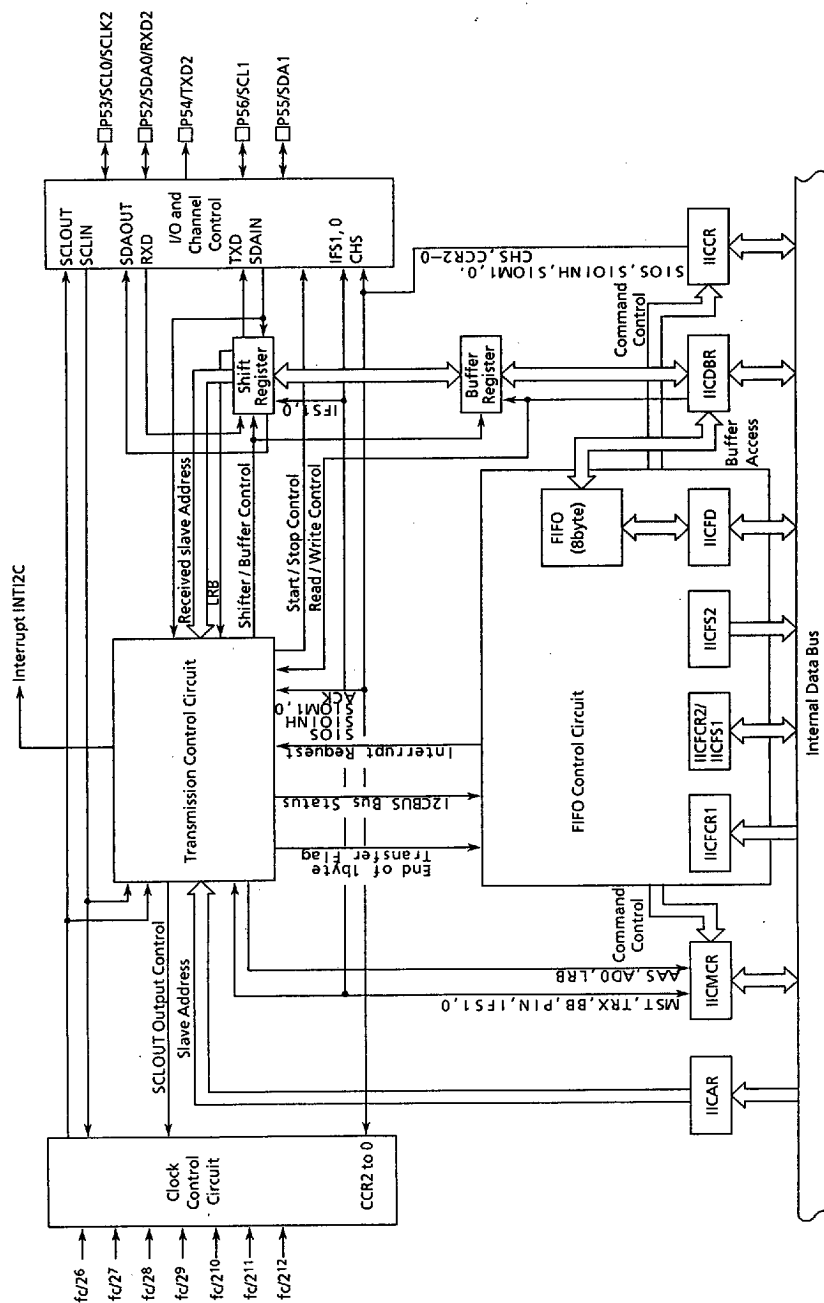 fc/2⁶
fc/2⁷
fc/2⁸
fc/2⁹
fc/2¹⁰
fc/2¹¹
fc/2¹²
Clock
Control
Circuit
CCR2 to 0
SCLOUT Output Control
Slave Address
Interrupt INTI2C
Transmission Control Circuit
Received slave Address
LRB
Shifter / Buffer Control
Start / Stop Control
Read / Write Control
SIOS
SIOINH
SIOM1,0
ACK
Interrupt Request
I2CBUS Bus Status
End of 1byte
Transfer Flag
SCLOUT
SCLIN
SDAOUT
RXD
I/O and
Channel
Control
TXD
SDAIN
IFS1, 0
CHS
P53/SCL0/SCLK2
P52/SDA0/RXD2
P54/TXD2
P56/SCL1
P55/SDA1
Shift
Register
IFS1,0
Buffer
Register
SIOS,SIOINH,SIOM1,0.
CHS,CCR2-0
Command
Control
IICCR
IICDBR
Buffer
Access
FIFO
(8byte)
FIFO Control Circuit
IICFD
IICFS2
IICFCR2/
IICFS1
IICFCR1
Command
Control
AAS,AD0,LRB
MST,TRX,BB,PIN,IFS1,0
IICMCR
IICAR
Internal Data Bus